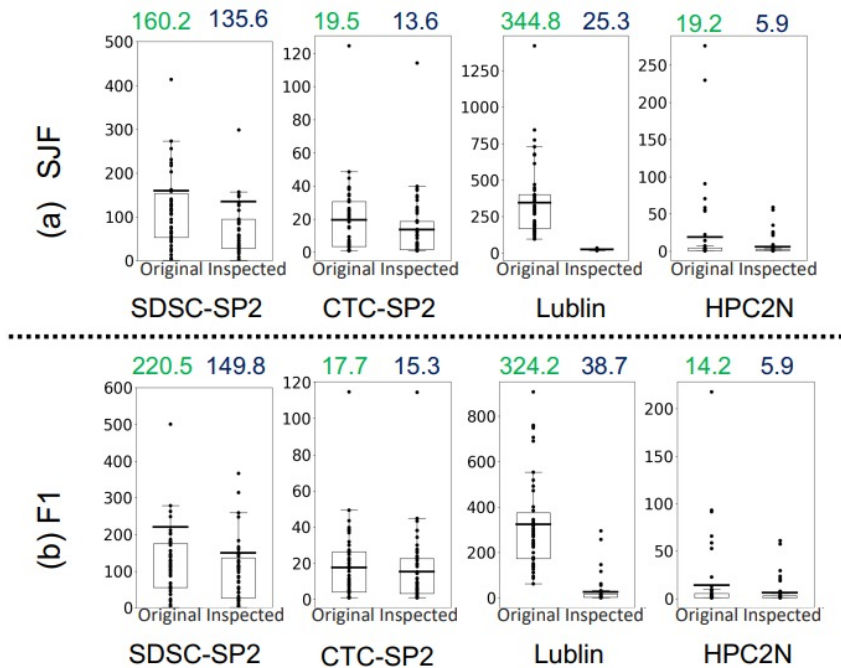 160.2 135.6 19.5 13.6 344.8 25.3 19.2 5.9
(a) SJF
500
400
300
200
100
0
Original Inspected
SDSC-SP2
120
100
80
60
40
20
0
Original Inspected
CTC-SP2
1250
1000
750
500
250
0
Original Inspected
Lublin
250
200
150
100
50
0
Original Inspected
HPC2N
220.5 149.8 17.7 15.3 324.2 38.7 14.2 5.9
(b) F1
600
500
400
300
200
100
0
Original Inspected
SDSC-SP2
120
100
80
60
40
20
0
Original Inspected
CTC-SP2
800
600
400
200
0
Original Inspected
Lublin
200
150
100
50
0
Original Inspected
HPC2N